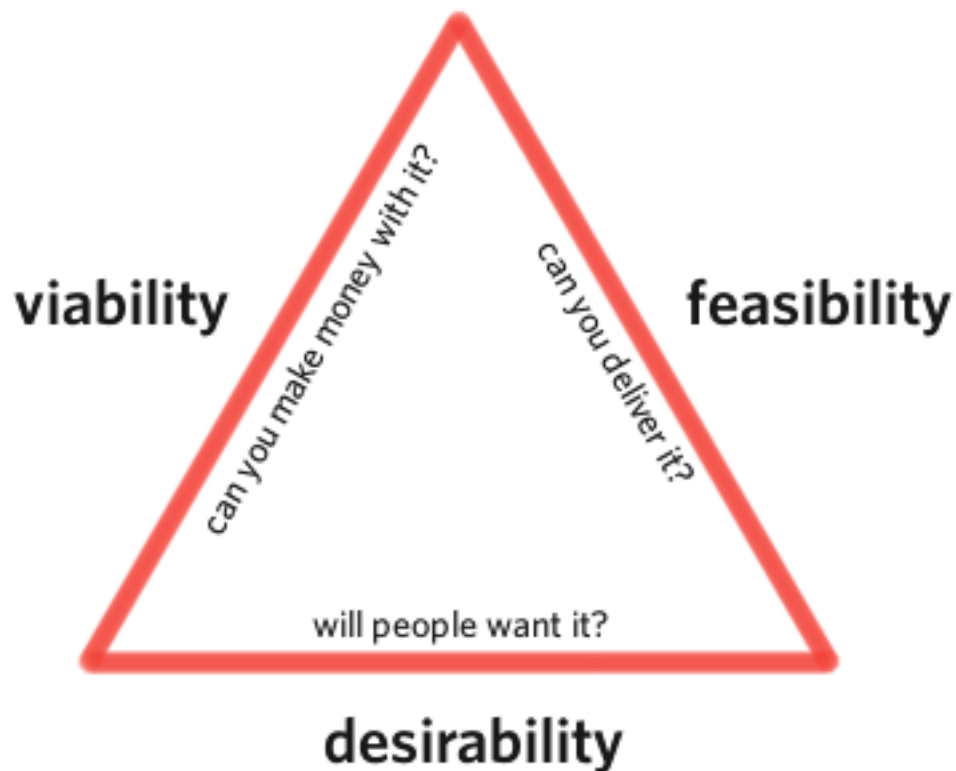 viability
can you make money with it?
can you deliver it?
feasibility
will people want it?
desirability